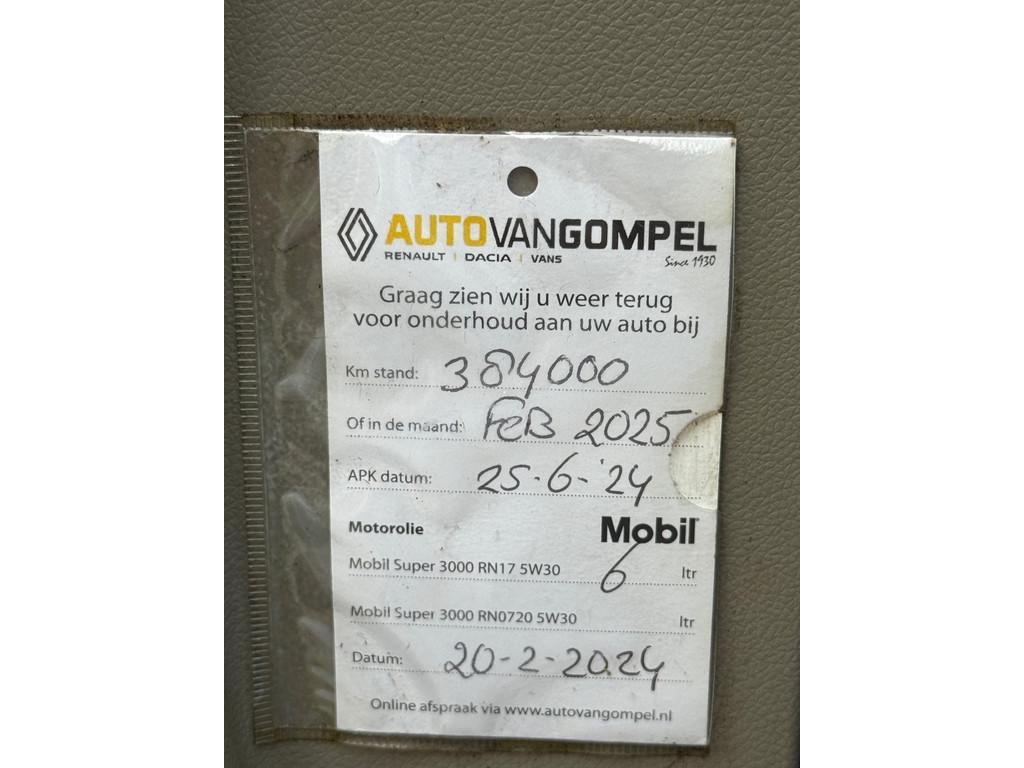 AUTOVANGOMPEL
RENAULT | DACIA | VANS Since 1930
Graag zien wij u weer terug
voor onderhoud aan uw auto bij
Km stand: 384000
Of in de maand: FEB 2025
APK datum: 25-6-'24
Motorolie Mobil
Mobil Super 3000 RN17 5W30 6 ltr
Mobil Super 3000 RN0720 5W30 ltr
Datum: 20-2-2024
Online afspraak via www.autovangompel.nl